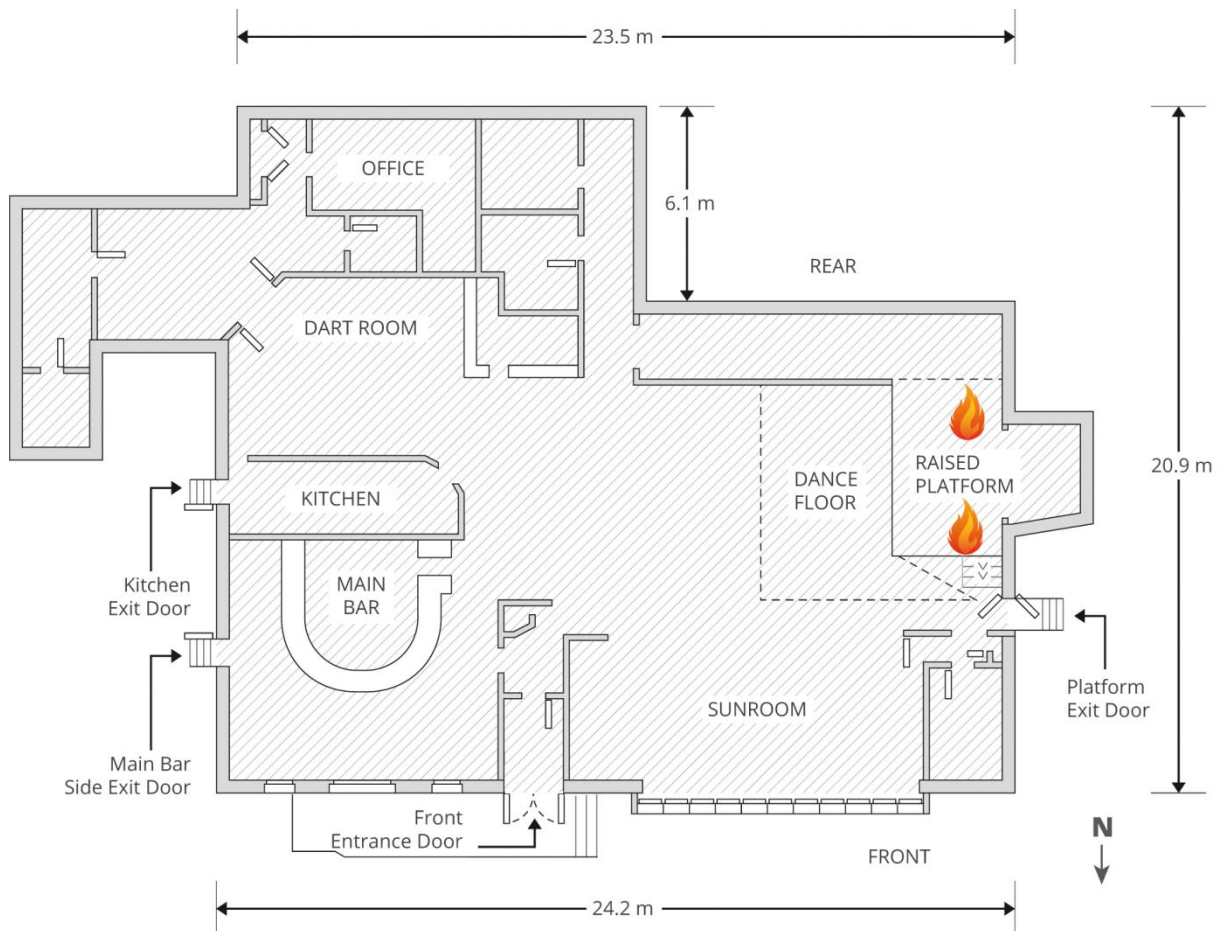 23.5 m
OFFICE
6.1 m
REAR
DART ROOM
20.9 m
RAISED
PLATFORM
DANCE
FLOOR
KITCHEN
Kitchen
Exit Door
MAIN
BAR
Platform
Exit Door
SUNROOM
Main Bar
Side Exit Door
Front
Entrance Door
N
FRONT
24.2 m